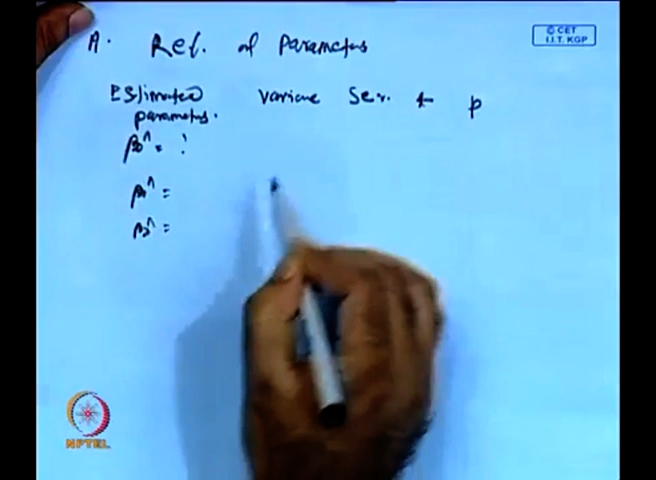 © CET
I.I.T. KGP
A. Rel. of Parameters
Estimated variance Ser. t p
parameters.
β0^ = ?
β1^ =
β2^ =
NPTEL